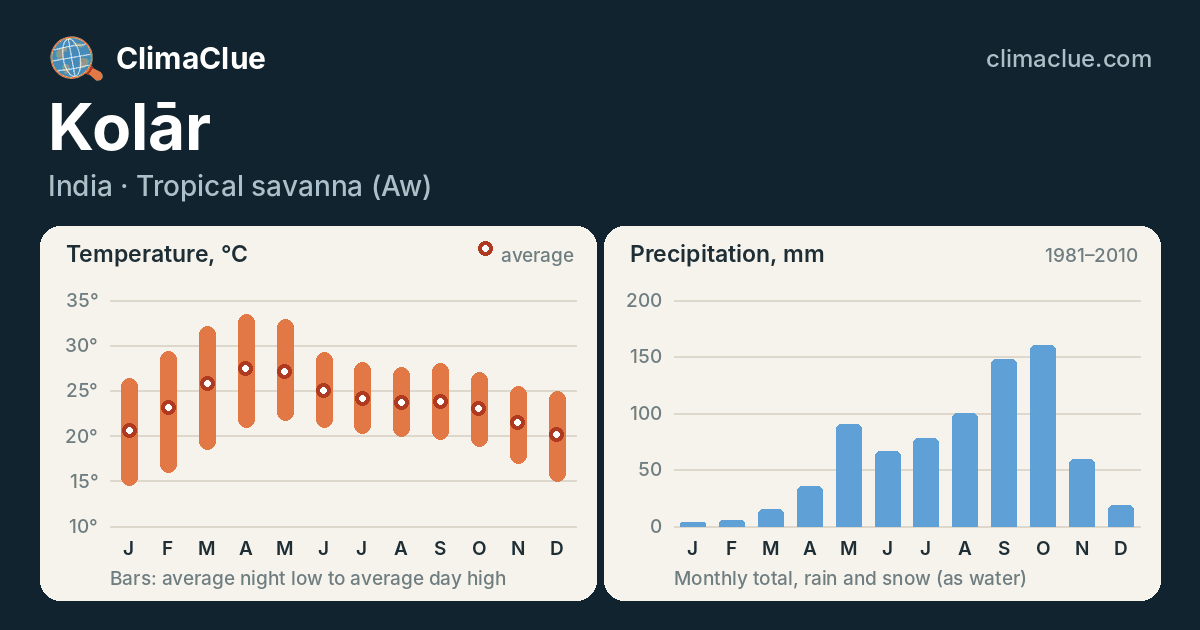 ClimaClue
climaclue.com
Kolār
India · Tropical savanna (Aw)
Temperature, °C
average
35°
30°
25°
20°
15°
10°
J F M A M J J A S O N D
Bars: average night low to average day high
Precipitation, mm
1981–2010
200
150
100
50
0
J F M A M J J A S O N D
Monthly total, rain and snow (as water)